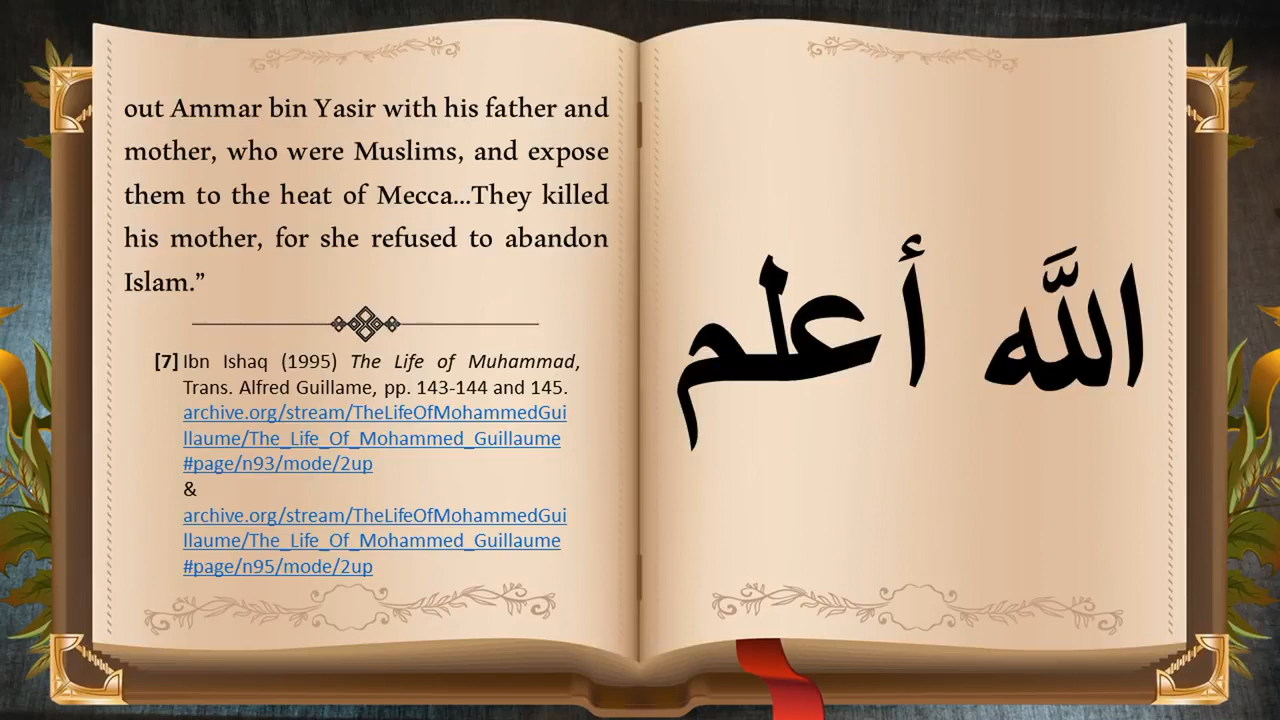 out Ammar bin Yasir with his father and
mother, who were Muslims, and expose
them to the heat of Mecca...They killed
his mother, for she refused to abandon
Islam.”
[7] Ibn Ishaq (1995) The Life of Muhammad,
Trans. Alfred Guillame, pp. 143-144 and 145.
archive.org/stream/TheLifeOfMohammedGui
llaume/The_Life_Of_Mohammed_Guillaume
#page/n93/mode/2up
&
archive.org/stream/TheLifeOfMohammedGui
llaume/The_Life_Of_Mohammed_Guillaume
#page/n95/mode/2up
اللّٰه أعلم